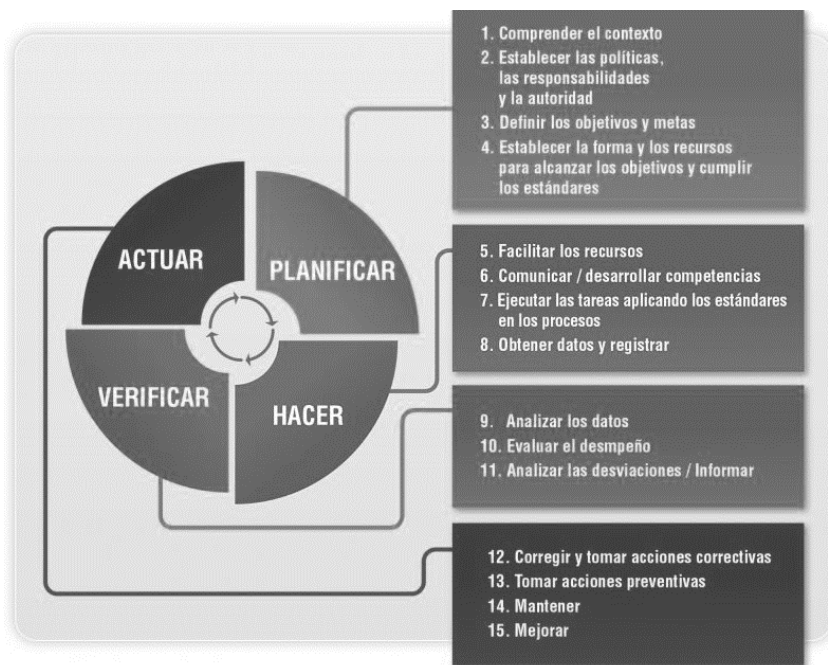 ACTUAR
PLANIFICAR
VERIFICAR
HACER
1. Comprender el contexto
2. Establecer las políticas,
las responsabilidades
y la autoridad
3. Definir los objetivos y metas
4. Establecer la forma y los recursos
para alcanzar los objetivos y cumplir
los estándares
5. Facilitar los recursos
6. Comunicar / desarrollar competencias
7. Ejecutar las tareas aplicando los estándares
en los procesos
8. Obtener datos y registrar
9. Analizar los datos
10. Evaluar el desmpeño
11. Analizar las desviaciones / Informar
12. Corregir y tomar acciones correctivas
13. Tomar acciones preventivas
14. Mantener
15. Mejorar